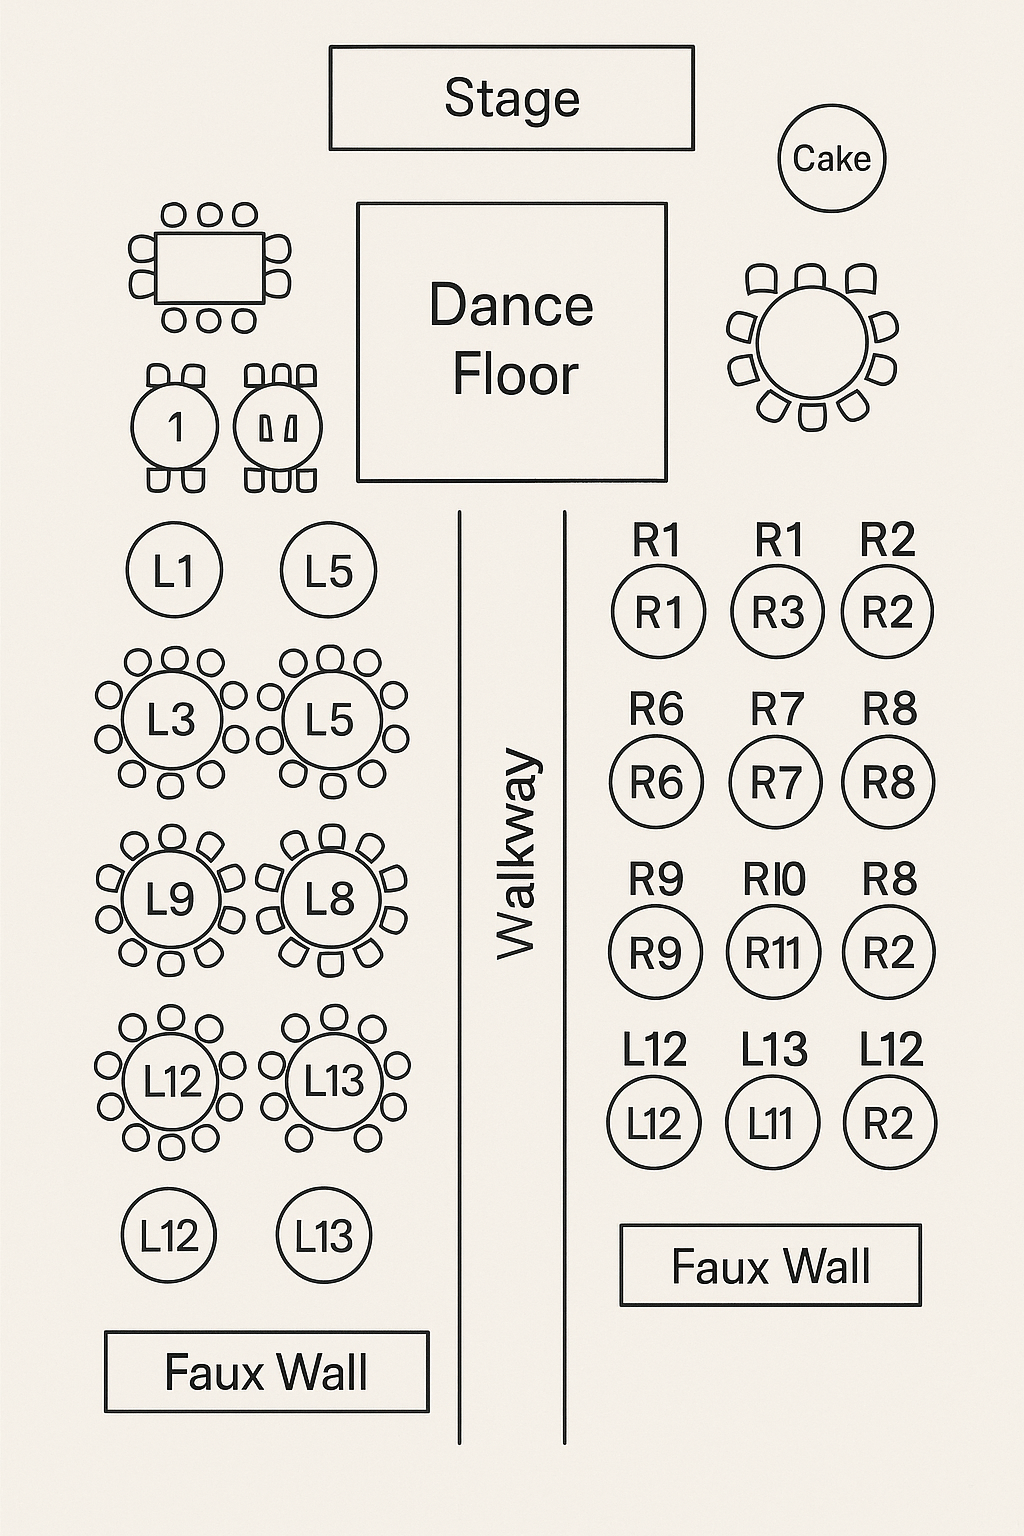 Stage
Cake
Dance
Floor
1
L1 L5
R1 R1 R2
R1 R3 R2
L3 L5
R6 R7 R8
R6 R7 R8
Walkway
L9 L8
R9 R10 R8
R9 R11 R2
L12 L13
L12 L13 L12
L12 L11 R2
L12 L13
Faux Wall
Faux Wall